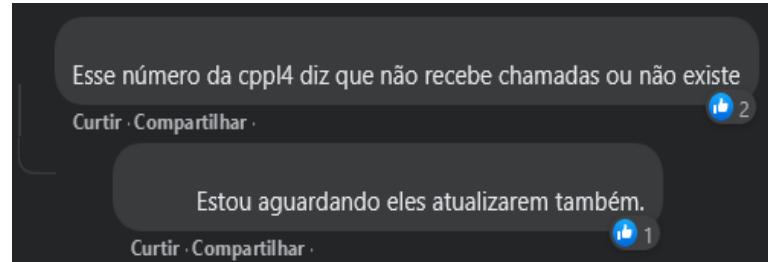 Esse número da cppl4 diz que não recebe chamadas ou não existe
2
Curtir · Compartilhar ·
Estou aguardando eles atualizarem também.
1
Curtir · Compartilhar ·